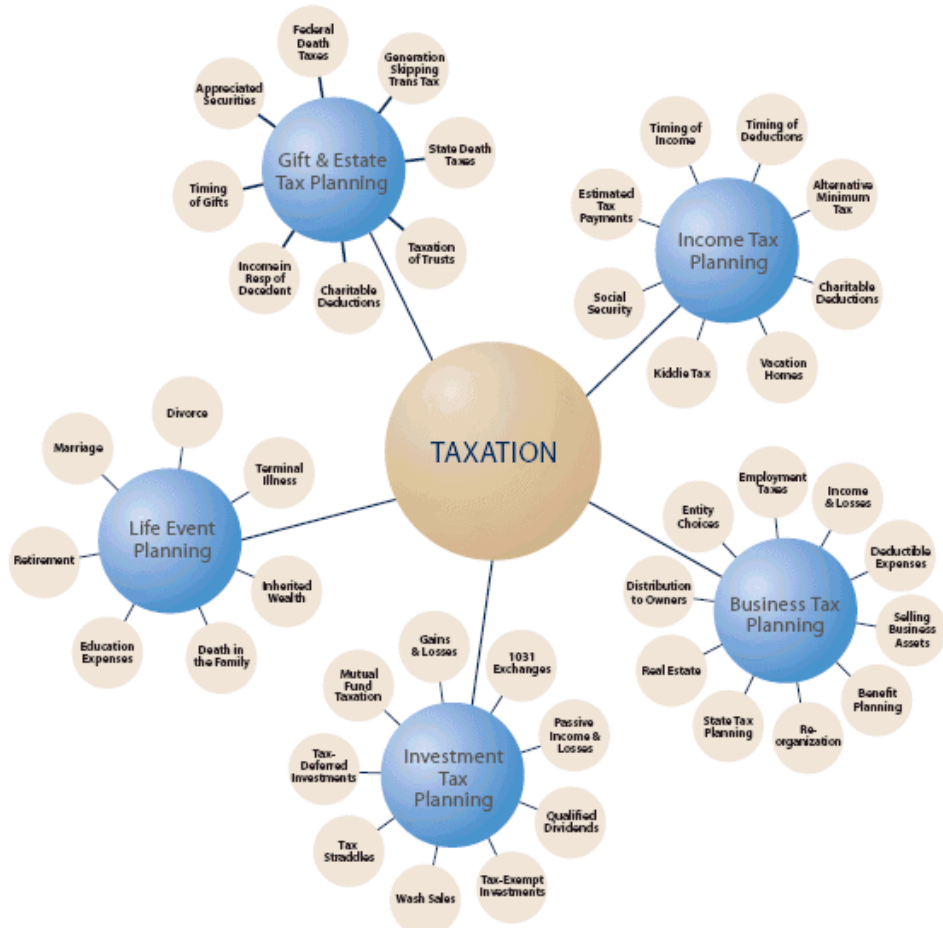 TAXATION
Gift & Estate
Tax Planning
Federal
Death
Taxes
Generation
Skipping
Trans Tax
State Death
Taxes
Taxation
of Trusts
Charitable
Deductions
Income in
Resp of
Decedent
Timing
of Gifts
Appreciated
Securities
Income Tax
Planning
Timing of
Income
Timing of
Deductions
Alternative
Minimum
Tax
Charitable
Deductions
Vacation
Homes
Kiddie Tax
Social
Security
Estimated
Tax
Payments
Business Tax
Planning
Employment
Taxes
Income
& Losses
Deductible
Expenses
Selling
Business
Assets
Benefit
Planning
Re-
organization
State Tax
Planning
Real Estate
Distribution
to Owners
Entity
Choices
Investment
Tax
Planning
Gains
& Losses
1031
Exchanges
Passive
Income &
Losses
Qualified
Dividends
Tax-Exempt
Investments
Wash Sales
Tax
Straddles
Tax-
Deferred
Investments
Mutual
Fund
Taxation
Life Event
Planning
Divorce
Terminal
Illness
Inherited
Wealth
Death in
the Family
Education
Expenses
Retirement
Marriage